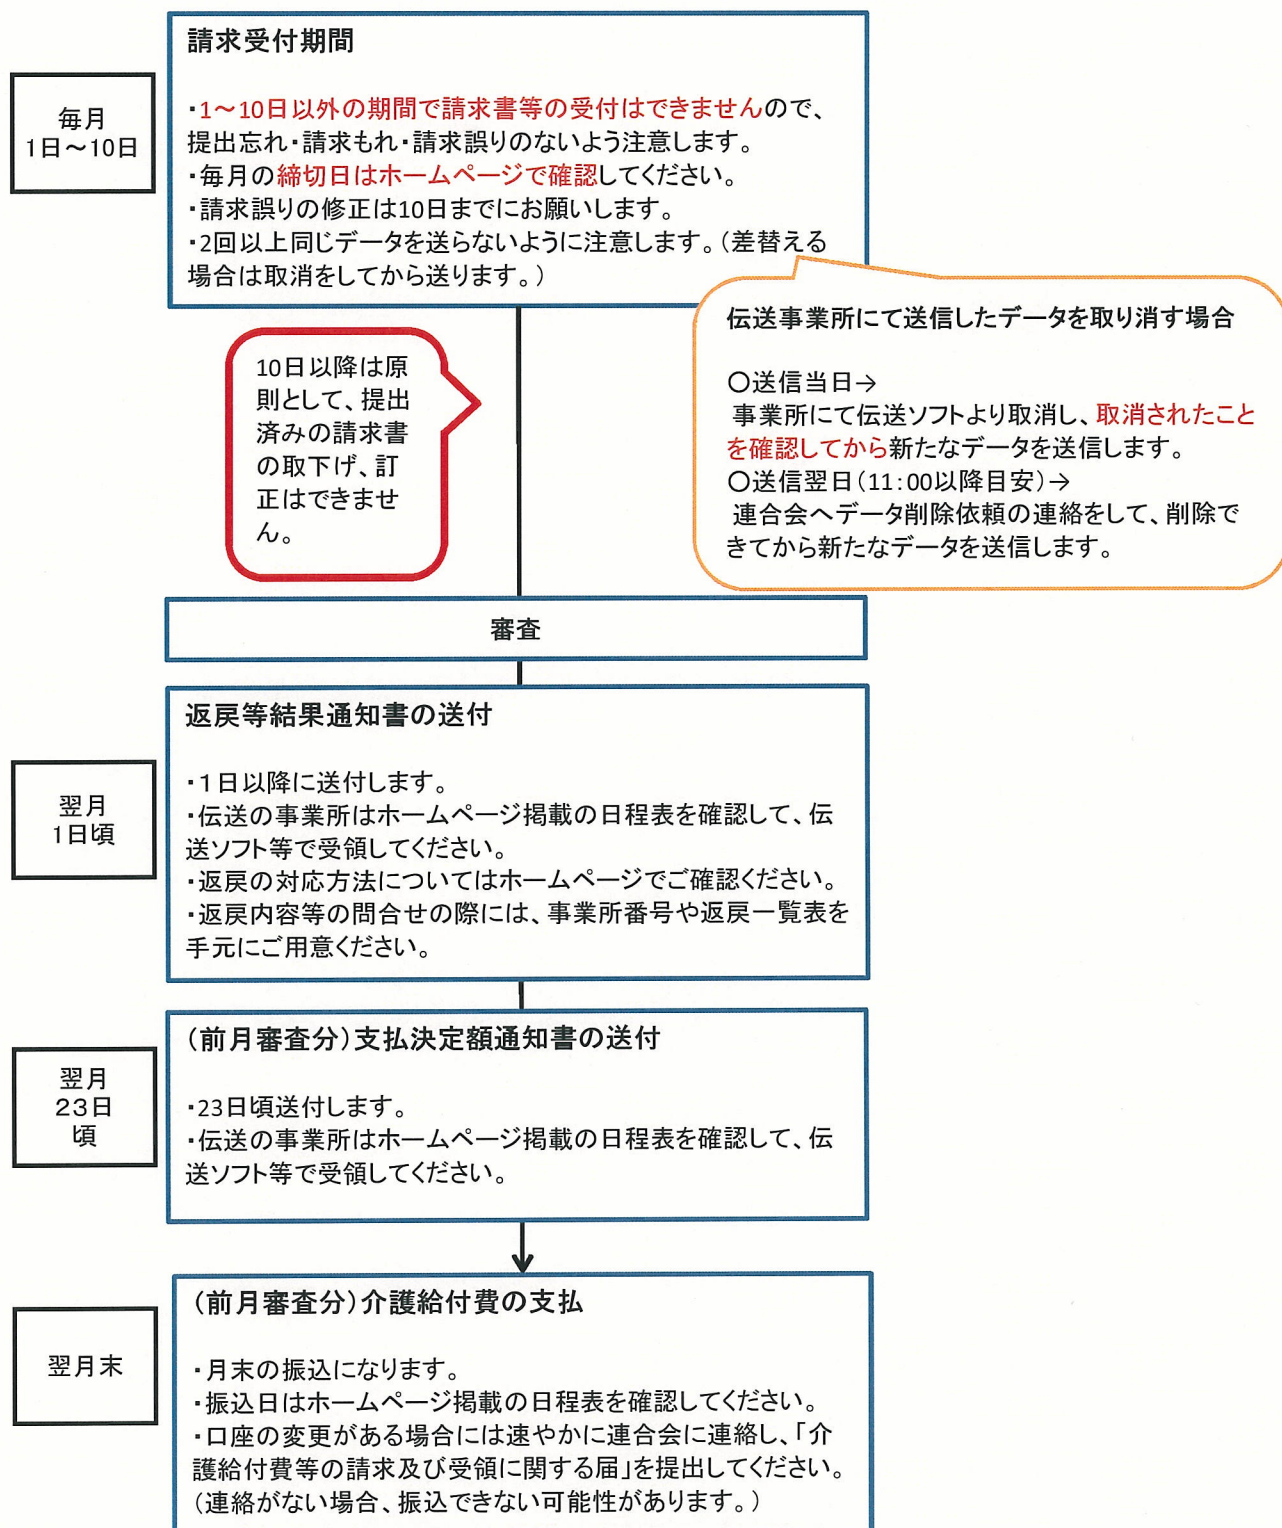 請求受付期間
毎月
1日～10日
・1～10日以外の期間で請求書等の受付はできませんので、
提出忘れ・請求もれ・請求誤りのないよう注意します。
・毎月の締切日はホームページで確認してください。
・請求誤りの修正は10日までにお願いします。
・2回以上同じデータを送らないように注意します。（差替える
場合は取消をしてから送ります。）
伝送事業所にて送信したデータを取り消す場合
○送信当日→
事業所にて伝送ソフトより取消し、取消されたこと
を確認してから新たなデータを送信します。
○送信翌日（11:00以降目安）→
連合会へデータ削除依頼の連絡をして、削除で
きてから新たなデータを送信します。
10日以降は原
則として、提出
済みの請求書
の取下げ、訂
正はできませ
ん。
審査
返戻等結果通知書の送付
翌月
1日頃
・１日以降に送付します。
・伝送の事業所はホームページ掲載の日程表を確認して、伝
送ソフト等で受領してください。
・返戻の対応方法についてはホームページでご確認ください。
・返戻内容等の問合せの際には、事業所番号や返戻一覧表を
手元にご用意ください。
（前月審査分）支払決定額通知書の送付
翌月
２３日
頃
・23日頃送付します。
・伝送の事業所はホームページ掲載の日程表を確認して、伝
送ソフト等で受領してください。
（前月審査分）介護給付費の支払
翌月末
・月末の振込になります。
・振込日はホームページ掲載の日程表を確認してください。
・口座の変更がある場合には速やかに連合会に連絡し、「介
護給付費等の請求及び受領に関する届」を提出してください。
（連絡がない場合、振込できない可能性があります。）